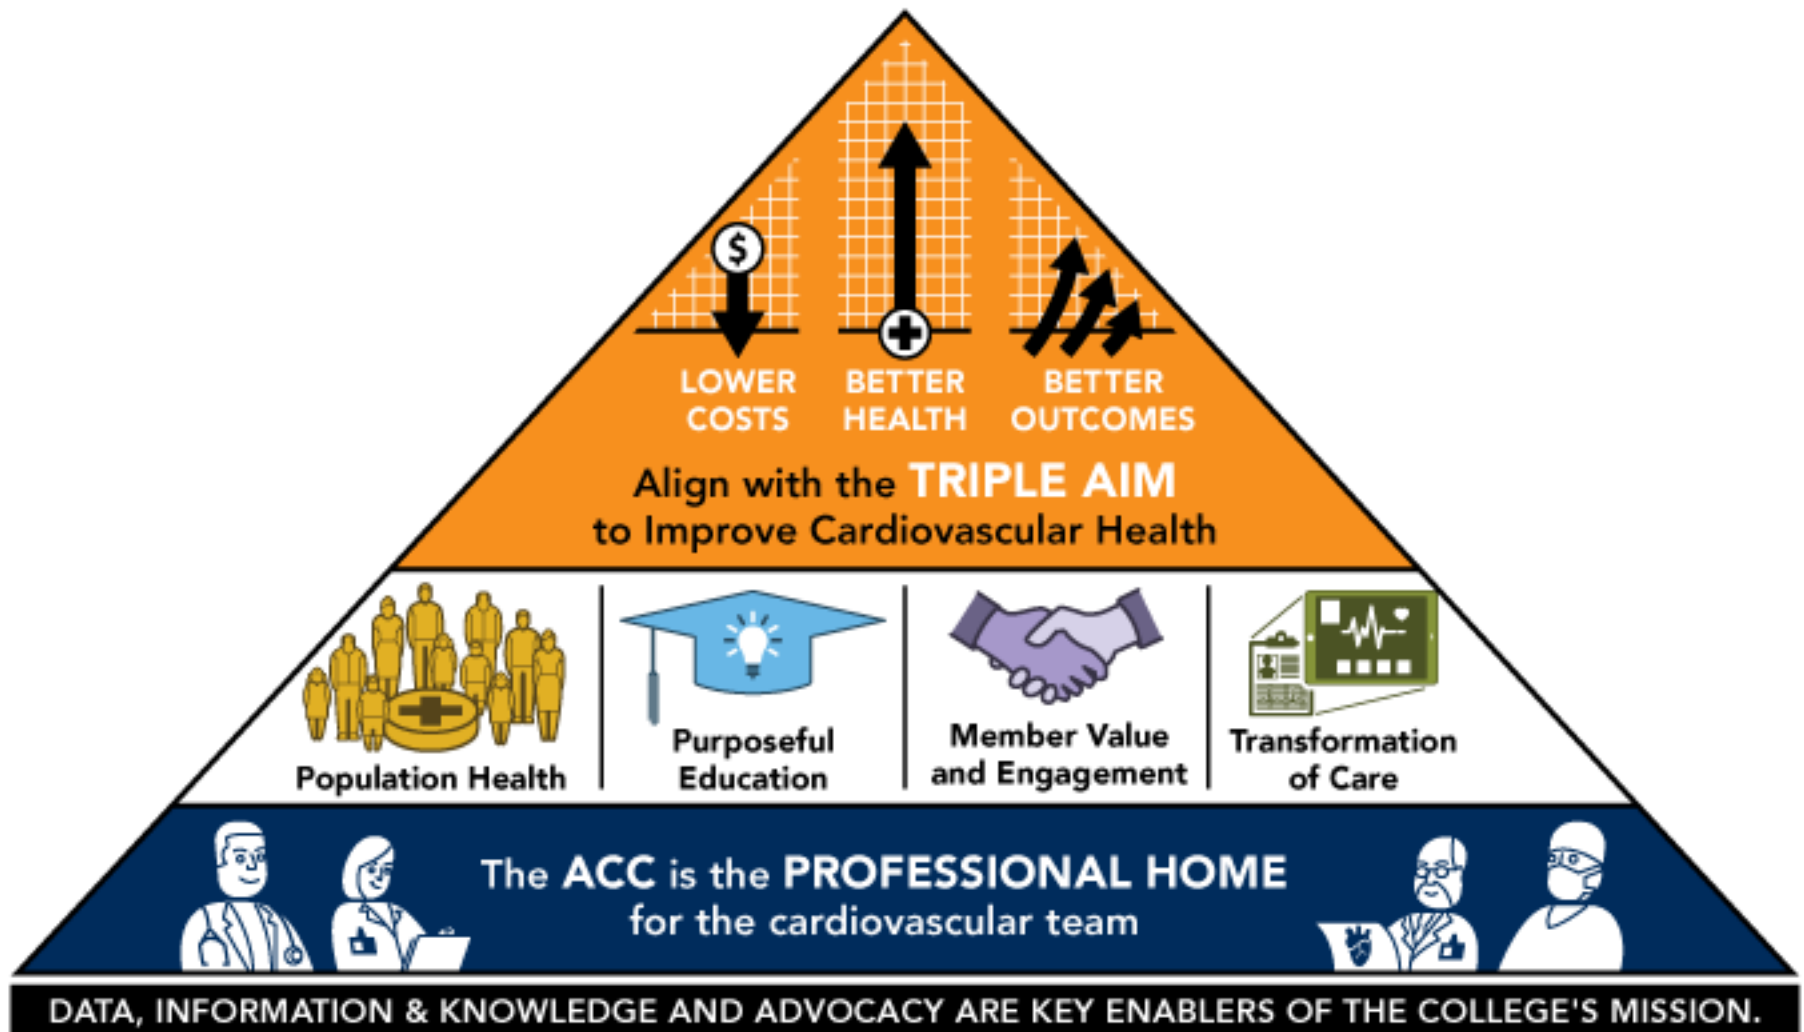 $
LOWER
COSTS
BETTER
HEALTH
BETTER
OUTCOMES
Align with the TRIPLE AIM
to Improve Cardiovascular Health
Population Health
Purposeful
Education
Member Value
and Engagement
Transformation
of Care
The ACC is the PROFESSIONAL HOME
for the cardiovascular team
DATA, INFORMATION & KNOWLEDGE AND ADVOCACY ARE KEY ENABLERS OF THE COLLEGE'S MISSION.